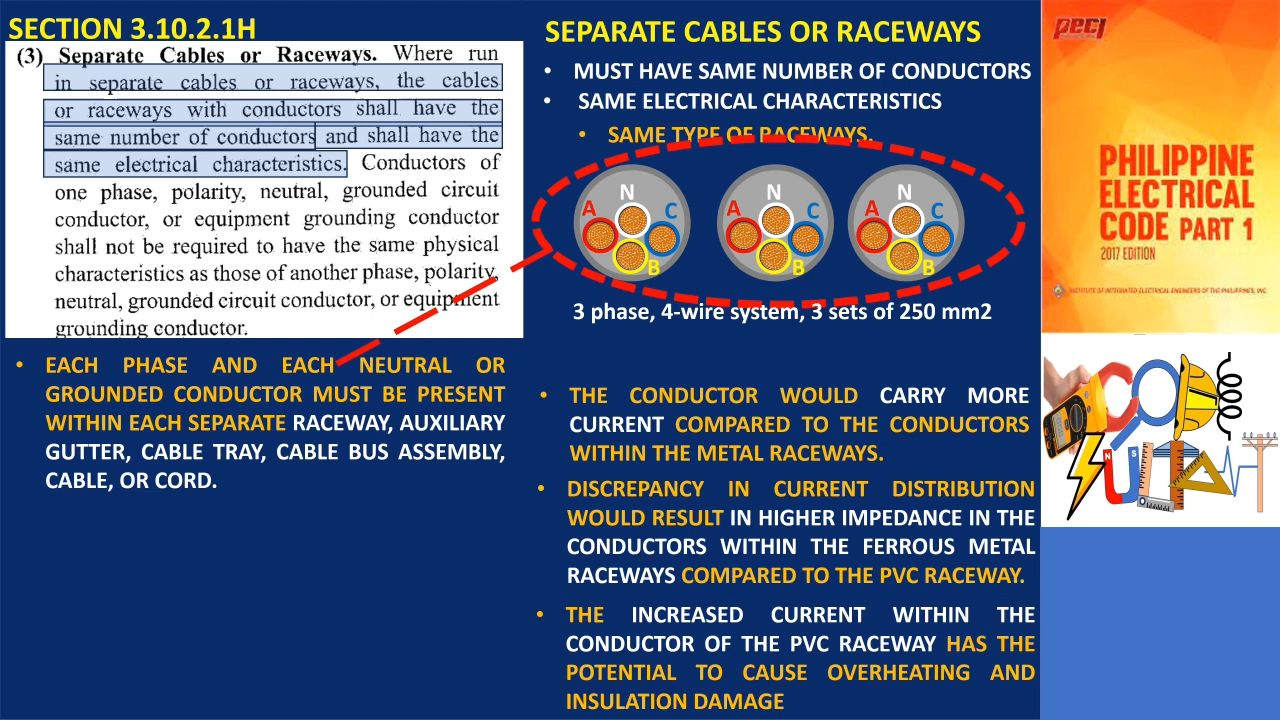 SECTION 3.10.2.1H
(3) Separate Cables or Raceways. Where run
in separate cables or raceways, the cables
or raceways with conductors shall have the
same number of conductors and shall have the
same electrical characteristics. Conductors of
one phase, polarity, neutral, grounded circuit
conductor, or equipment grounding conductor
shall not be required to have the same physical
characteristics as those of another phase, polarity,
neutral, grounded circuit conductor, or equipment
grounding conductor.
• EACH PHASE AND EACH NEUTRAL OR
GROUNDED CONDUCTOR MUST BE PRESENT
WITHIN EACH SEPARATE RACEWAY, AUXILIARY
GUTTER, CABLE TRAY, CABLE BUS ASSEMBLY,
CABLE, OR CORD.
SEPARATE CABLES OR RACEWAYS
• MUST HAVE SAME NUMBER OF CONDUCTORS
• SAME ELECTRICAL CHARACTERISTICS
• SAME TYPE OF RACEWAYS.
N N N
A C A C A C
B B B
3 phase, 4-wire system, 3 sets of 250 mm2
• THE CONDUCTOR WOULD CARRY MORE
CURRENT COMPARED TO THE CONDUCTORS
WITHIN THE METAL RACEWAYS.
• DISCREPANCY IN CURRENT DISTRIBUTION
WOULD RESULT IN HIGHER IMPEDANCE IN THE
CONDUCTORS WITHIN THE FERROUS METAL
RACEWAYS COMPARED TO THE PVC RACEWAY.
• THE INCREASED CURRENT WITHIN THE
CONDUCTOR OF THE PVC RACEWAY HAS THE
POTENTIAL TO CAUSE OVERHEATING AND
INSULATION DAMAGE
PHILIPPINE
ELECTRICAL
CODE PART 1
2017 EDITION
INSTITUTE OF INTEGRATED ELECTRICAL ENGINEERS OF THE PHILIPPINES, INC.
N S